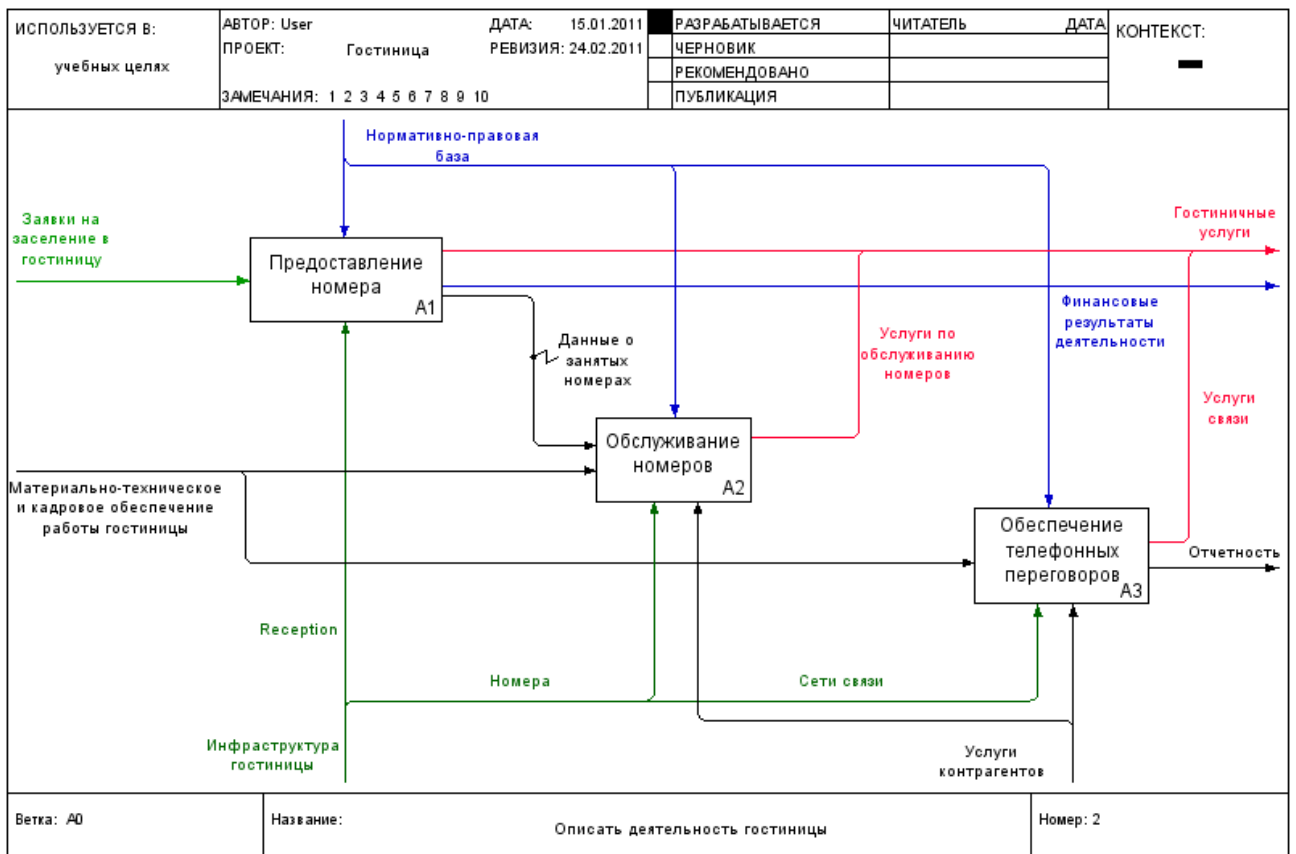 ИСПОЛЬЗУЕТСЯ В:
учебных целях
АВТОР: User
ДАТА: 15.01.2011
ПРОЕКТ: Гостиница
РЕВИЗИЯ: 24.02.2011
ЗАМЕЧАНИЯ: 1 2 3 4 5 6 7 8 9 10
РАЗРАБАТЫВАЕТСЯ
ЧЕРНОВИК
РЕКОМЕНДОВАНО
ПУБЛИКАЦИЯ
ЧИТАТЕЛЬ ДАТА
КОНТЕКСТ:
Нормативно-правовая
база
Заявки на
заселение в
гостиницу
Гостиничные
услуги
Предоставление
номера
A1
Финансовые
результаты
деятельности
Данные о
занятых
номерах
Услуги по
обслуживанию
номеров
Услуги
связи
Обслуживание
номеров
A2
Материально-техническое
и кадровое обеспечение
работы гостиницы
Обеспечение
телефонных
переговоров
A3
Отчетность
Reception
Номера
Сети связи
Инфраструктура
гостиницы
Услуги
контрагентов
Ветка: A0
Название:
Описать деятельность гостиницы
Номер: 2